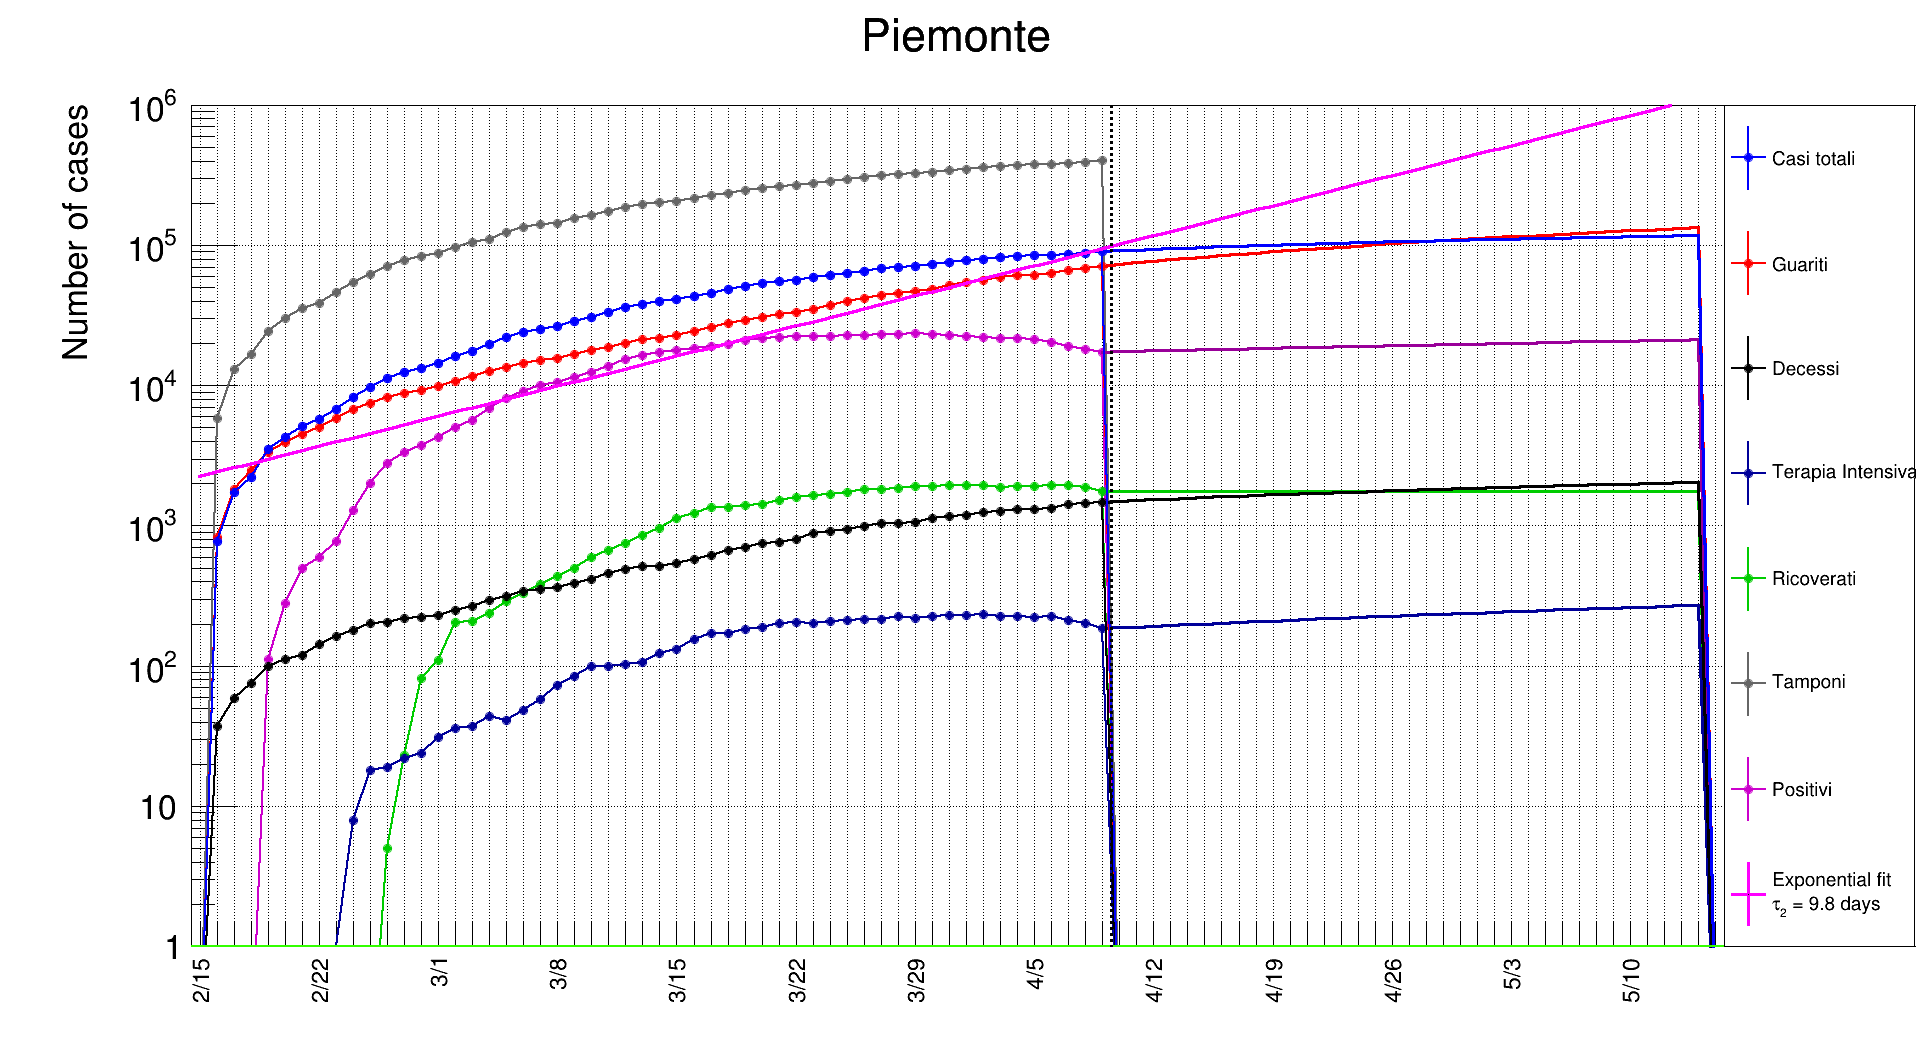 Piemonte
Number of cases
10^6
10^5
10^4
10^3
10^2
10
1
2/15
2/22
3/1
3/8
3/15
3/22
3/29
4/5
4/12
4/19
4/26
5/3
5/10
Casi totali
Guariti
Decessi
Terapia Intensiva
Ricoverati
Tamponi
Positivi
Exponential fit
τ_2 = 9.8 days